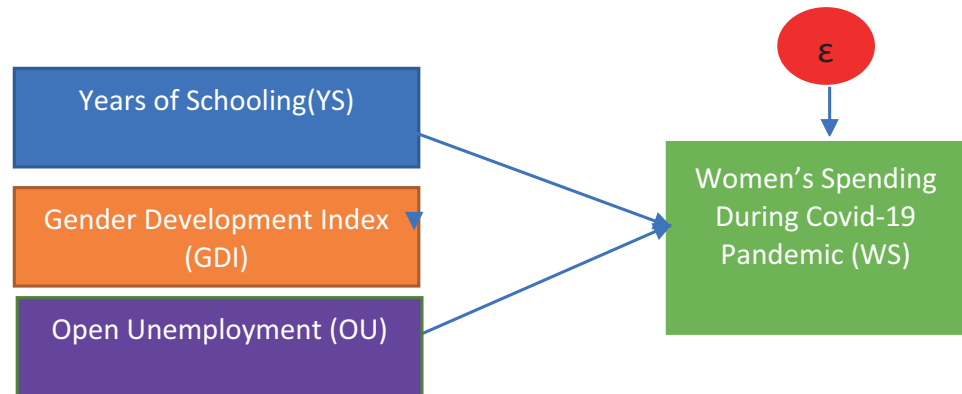 ε
Years of Schooling(YS)
Women's Spending
During Covid-19
Pandemic (WS)
Gender Development Index
(GDI)
Open Unemployment (OU)